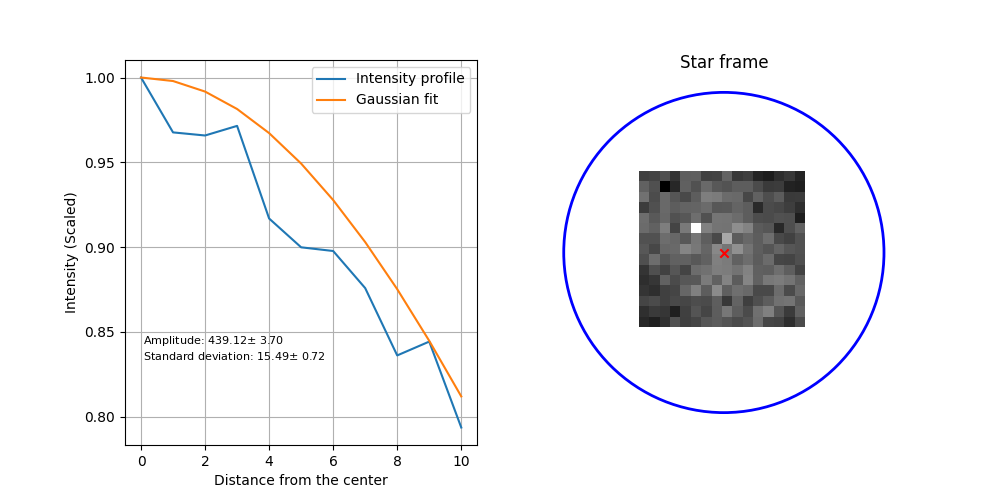 Star frame
Intensity profile
Gaussian fit
1.00
0.95
0.90
0.85
0.80
Intensity (Scaled)
Amplitude: 439.12± 3.70
Standard deviation: 15.49± 0.72
0 2 4 6 8 10
Distance from the center